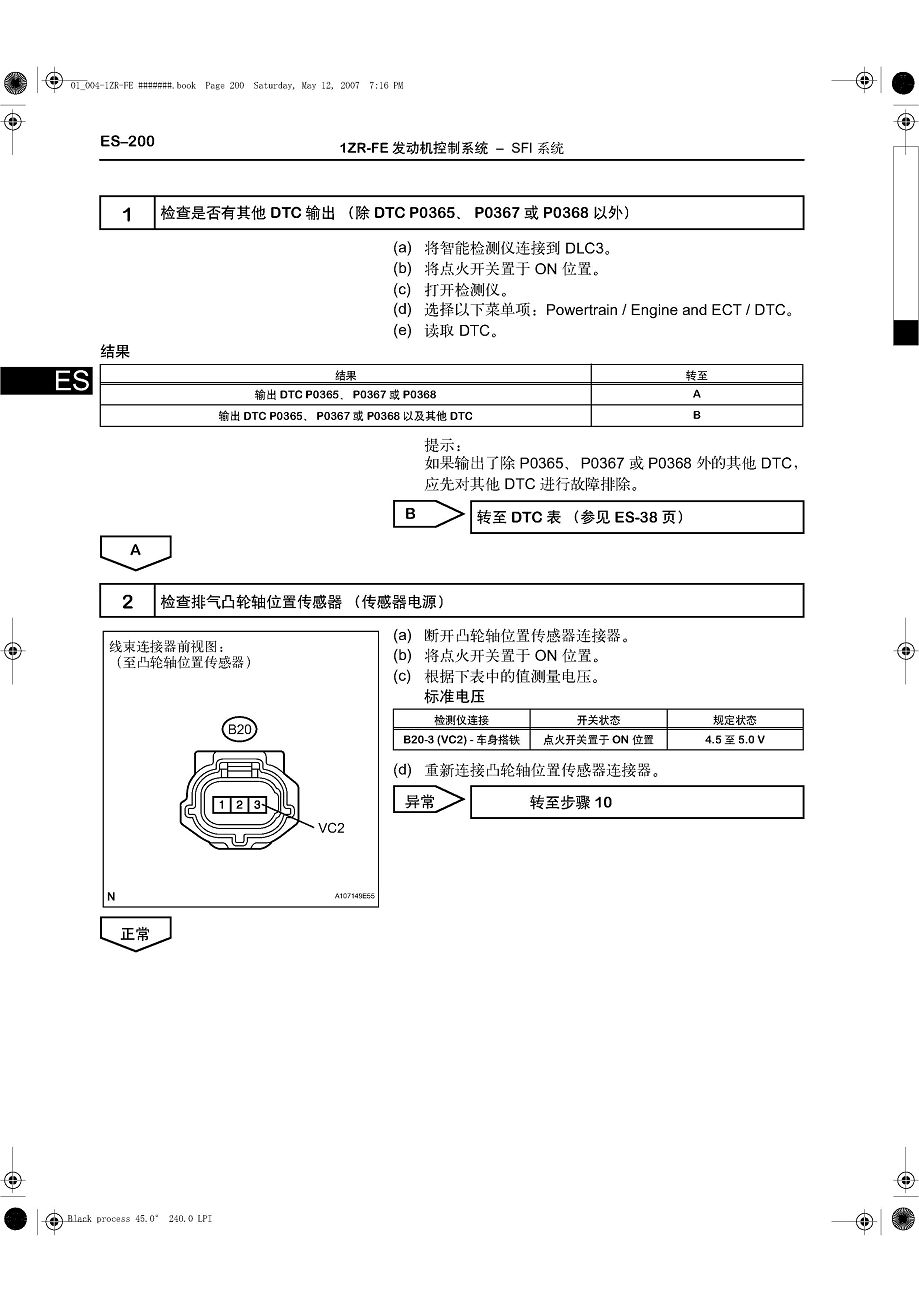 01_004-1ZR-FE #######.book Page 200 Saturday, May 12, 2007 7:16 PM
ES–200
1ZR-FE 发动机控制系统 – SFI 系统
1 检查是否有其他 DTC 输出 （除 DTC P0365、 P0367 或 P0368 以外）
(a) 将智能检测仪连接到 DLC3。
(b) 将点火开关置于 ON 位置。
(c) 打开检测仪。
(d) 选择以下菜单项：Powertrain / Engine and ECT / DTC。
(e) 读取 DTC。
结果
ES
结果 转至
输出 DTC P0365、 P0367 或 P0368 A
输出 DTC P0365、 P0367 或 P0368 以及其他 DTC B
提示：
如果输出了除 P0365、P0367 或 P0368 外的其他 DTC，
应先对其他 DTC 进行故障排除。
B 转至 DTC 表 （参见 ES-38 页）
A
2 检查排气凸轮轴位置传感器 （传感器电源）
线束连接器前视图：
（至凸轮轴位置传感器）
B20
1 2 3
VC2
N A107149E55
(a) 断开凸轮轴位置传感器连接器。
(b) 将点火开关置于 ON 位置。
(c) 根据下表中的值测量电压。
标准电压
检测仪连接 开关状态 规定状态
B20-3 (VC2) - 车身搭铁 点火开关置于 ON 位置 4.5 至 5.0 V
(d) 重新连接凸轮轴位置传感器连接器。
异常 转至步骤 10
正常
Black process 45.0° 240.0 LPI